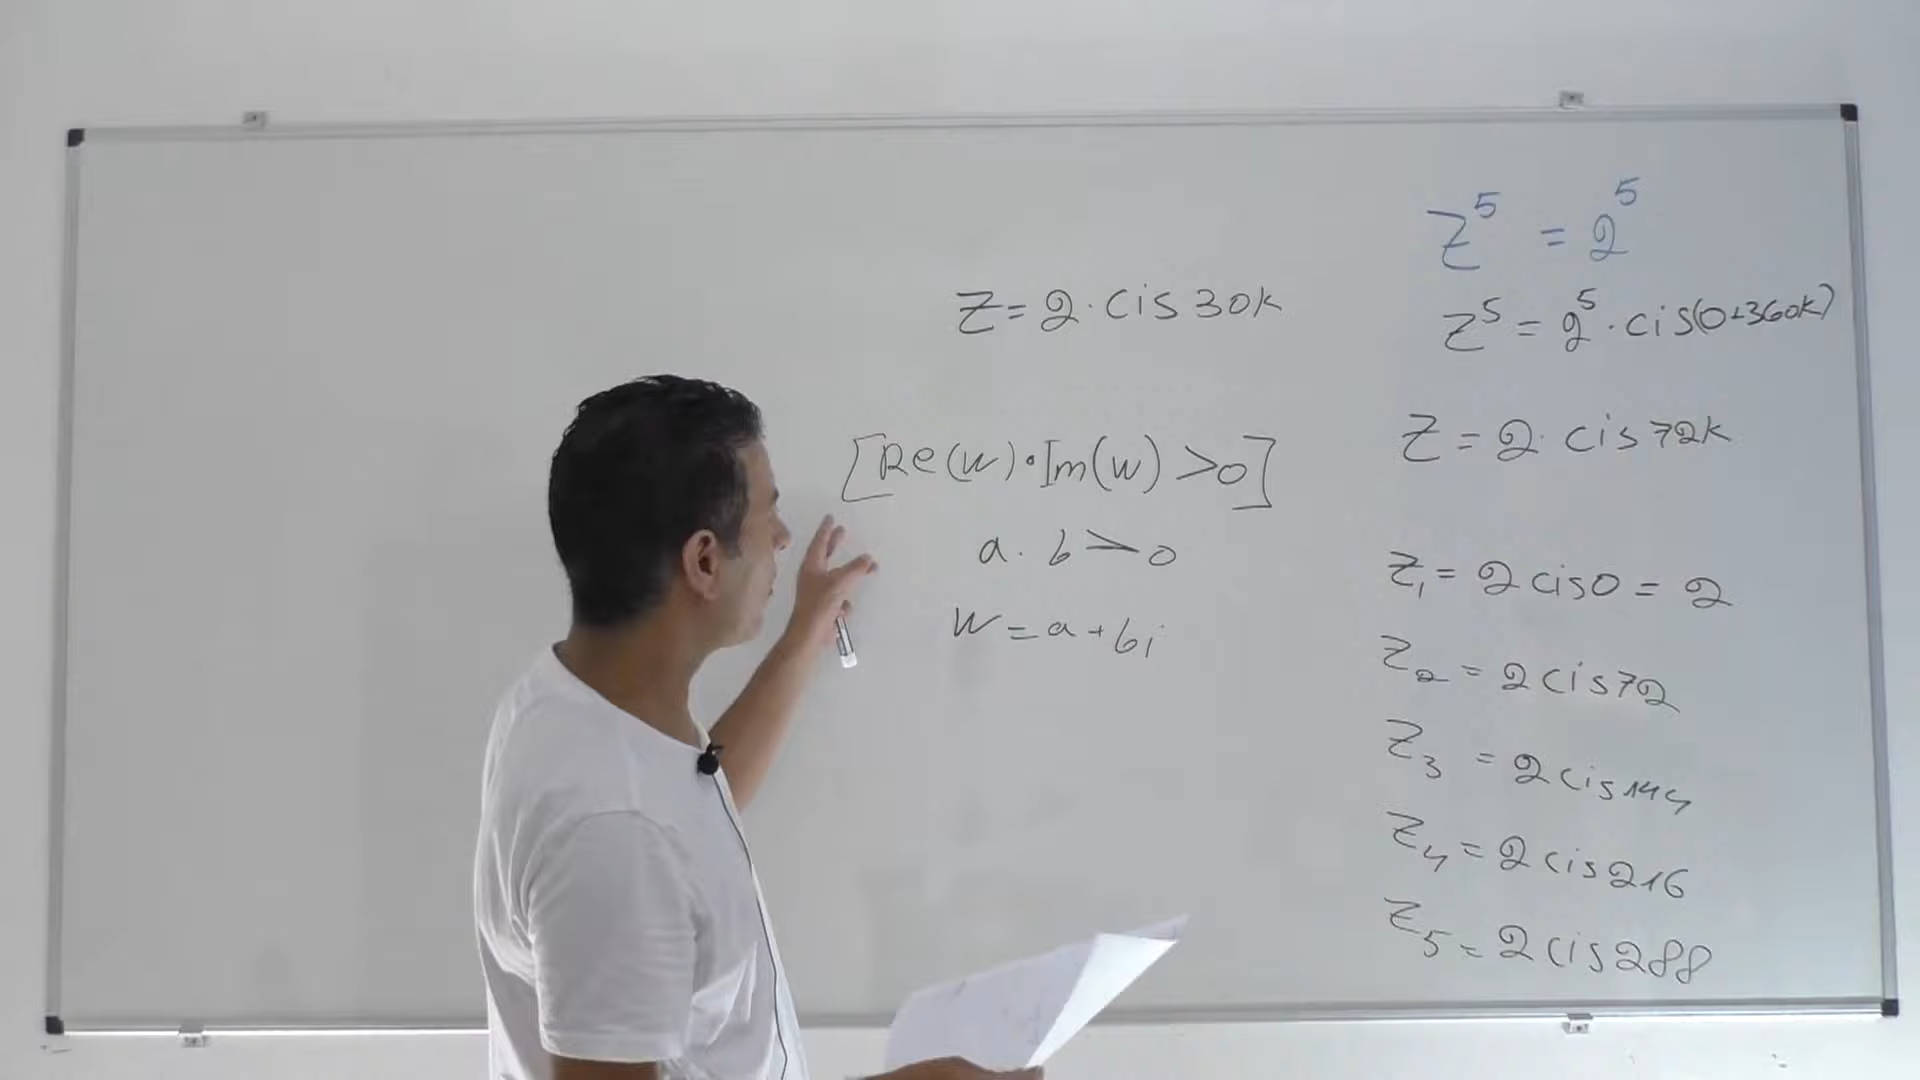 Z = 2 · cis 30k
[Re(w) · Im(w) > 0]
a · b > 0
w = a + bi
Z⁵ = 2⁵
Z⁵ = 2⁵ · cis(0+360k)
Z = 2 · cis 72k
Z₁ = 2 cis 0 = 2
Z₂ = 2 cis 72
Z₃ = 2 cis 144
Z₄ = 2 cis 216
Z₅ = 2 cis 288